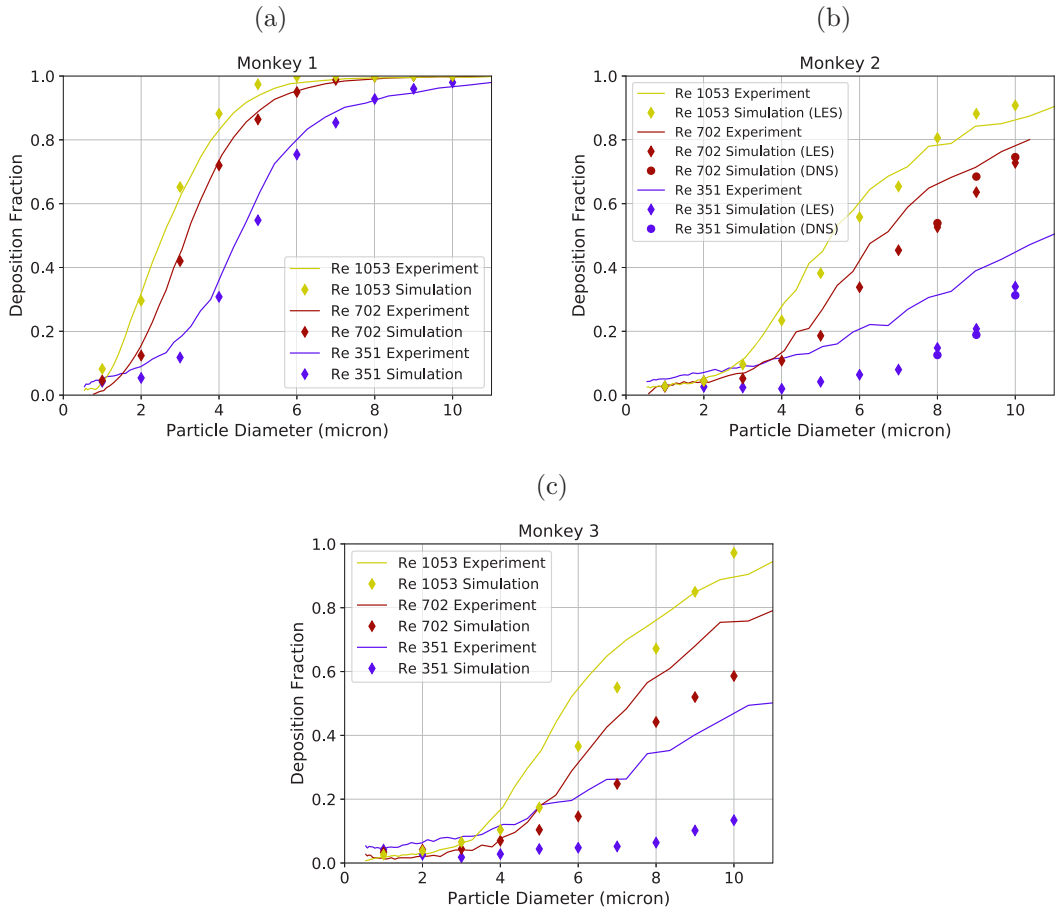 (a)
Monkey 1
1.0
0.8
0.6
0.4
0.2
0.0
Deposition Fraction
Re 1053 Experiment
Re 1053 Simulation
Re 702 Experiment
Re 702 Simulation
Re 351 Experiment
Re 351 Simulation
0 2 4 6 8 10
Particle Diameter (micron)
(b)
Monkey 2
1.0
0.8
0.6
0.4
0.2
0.0
Deposition Fraction
Re 1053 Experiment
Re 1053 Simulation (LES)
Re 702 Experiment
Re 702 Simulation (LES)
Re 702 Simulation (DNS)
Re 351 Experiment
Re 351 Simulation (LES)
Re 351 Simulation (DNS)
0 2 4 6 8 10
Particle Diameter (micron)
(c)
Monkey 3
1.0
0.8
0.6
0.4
0.2
0.0
Deposition Fraction
Re 1053 Experiment
Re 1053 Simulation
Re 702 Experiment
Re 702 Simulation
Re 351 Experiment
Re 351 Simulation
0 2 4 6 8 10
Particle Diameter (micron)